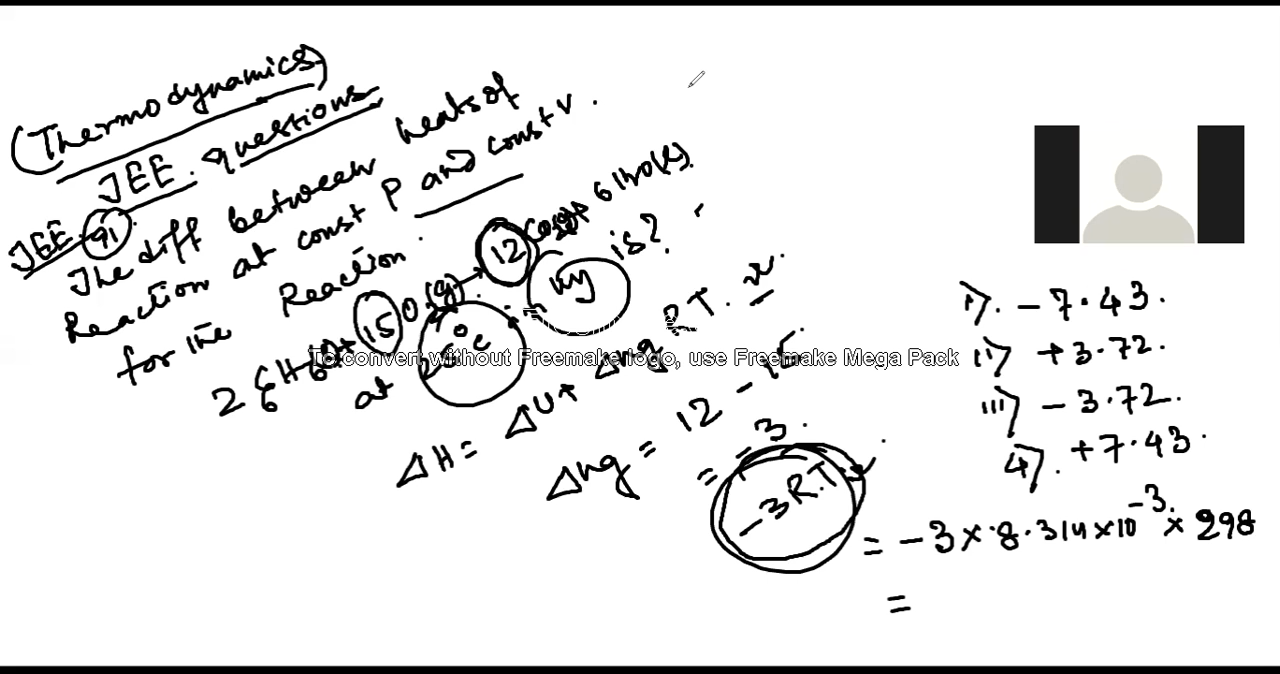 (Thermodynamics)
JEE questions
JEE 91
The diff between heats of
Reaction at const P and const V.
for the Reaction.
2 C6H6(l) + 15 O2(g) → 12 CO2(g) + 6 H2O(l)
at 25°C in KJ is?
To convert without Freemake logo, use Freemake Mega Pack
ΔH = ΔU + Δng RT.
Δng = 12 - 15
= -3.
-3RT
= -3 × 8.314 × 10^-3 × 298
=
i) -7.43.
ii) +3.72.
iii) -3.72.
4) +7.43.